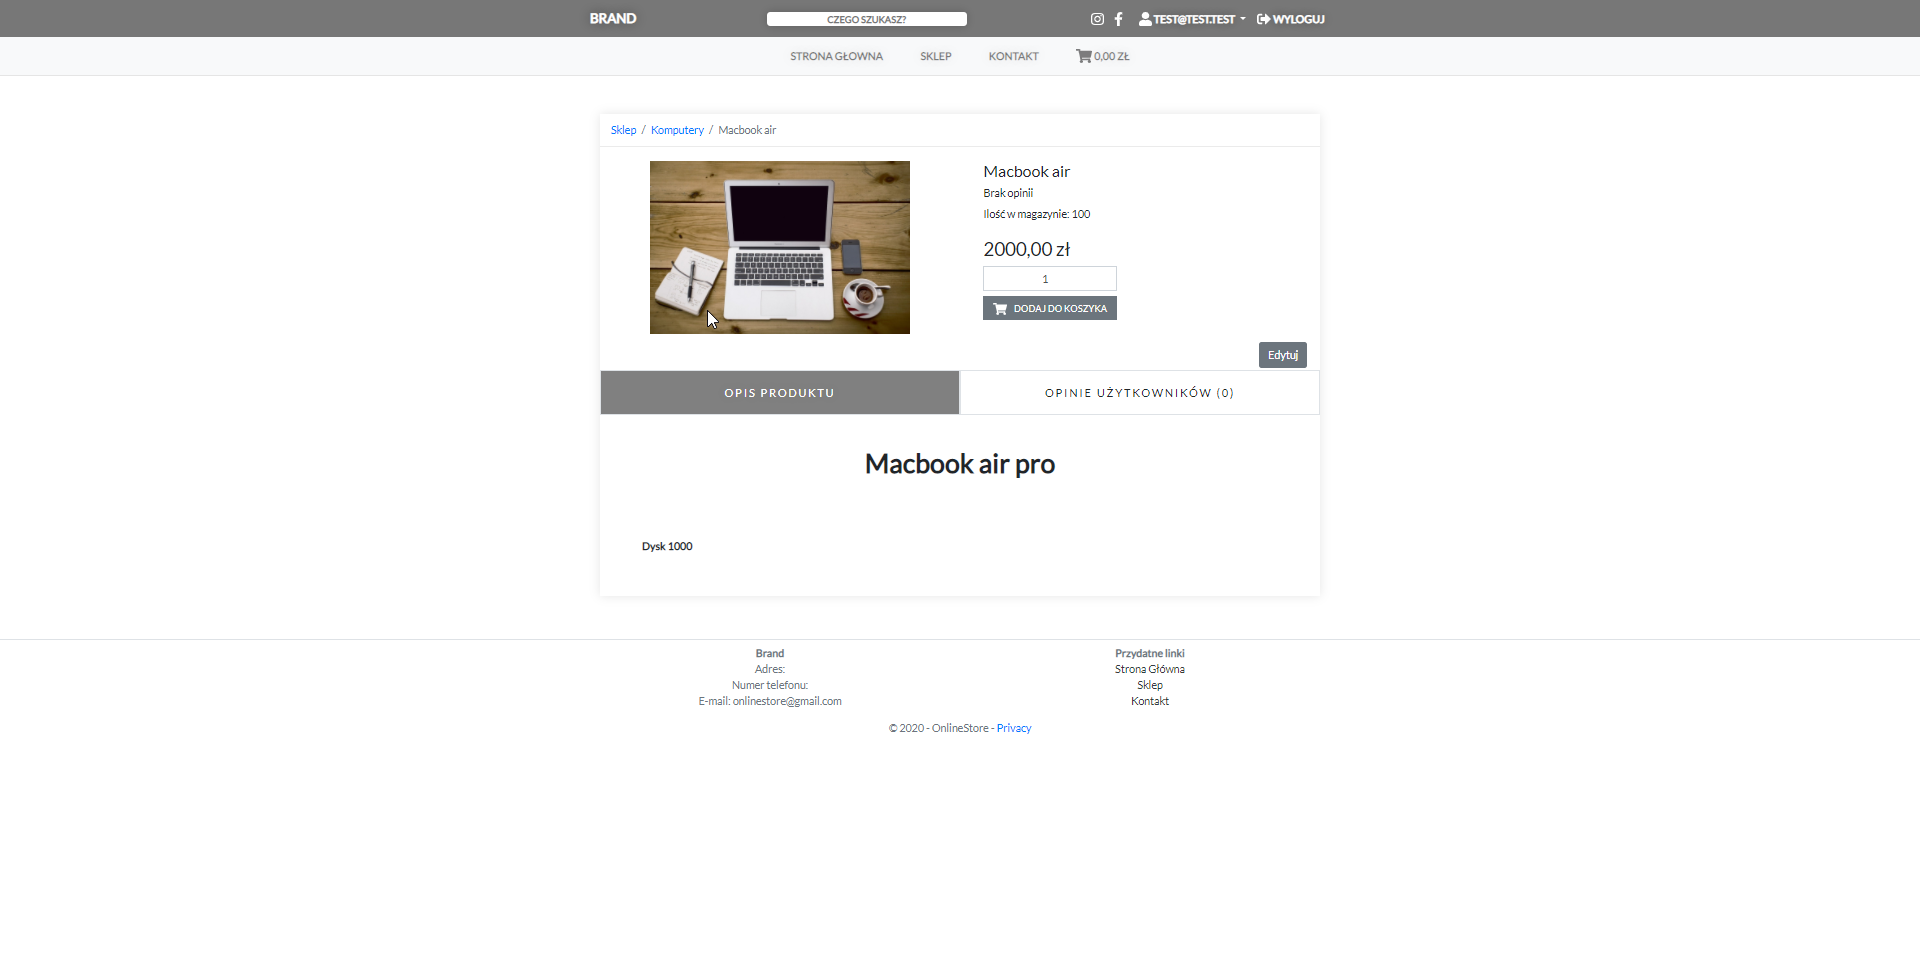 BRAND
CZEGO SZUKASZ?
TEST@TEST.TEST
WYLOGUJ
STRONA GŁOWNA
SKLEP
KONTAKT
0,00 ZŁ
Sklep / Komputery / Macbook air
Macbook air
Brak opinii
Ilość w magazynie: 100
2000,00 zł
1
DODAJ DO KOSZYKA
Edytuj
OPIS PRODUKTU
OPINIE UŻYTKOWNIKÓW (0)
Macbook air pro
Dysk 1000
Brand
Adres:
Numer telefonu:
E-mail: onlinestore@gmail.com
Przydatne linki
Strona Główna
Sklep
Kontakt
© 2020 - OnlineStore - Privacy